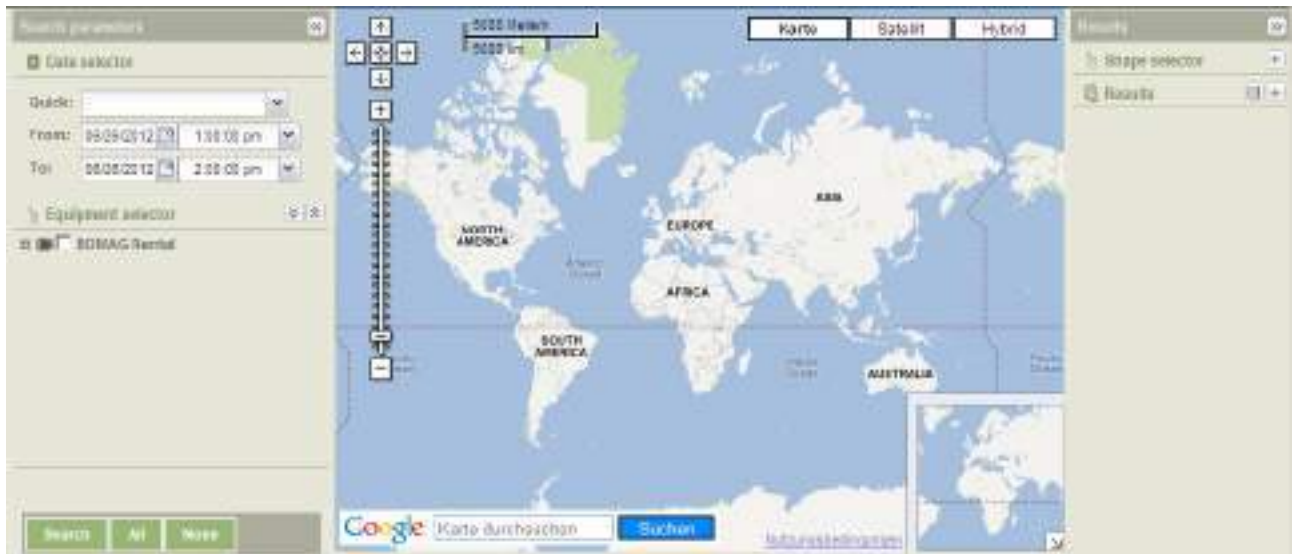 Search parameters
Date selector
Quick:
From: 1:00:00 pm
To: 2:00:00 pm
Equipment selector
BOMAG Rental
Search All None
Karte Satellit Hybrid
NORTH AMERICA
EUROPE
ASIA
AFRICA
SOUTH AMERICA
AUSTRALIA
Google Karte durchsuchen Suchen
Nutzungsbedingungen
Results
Shape selector
Results